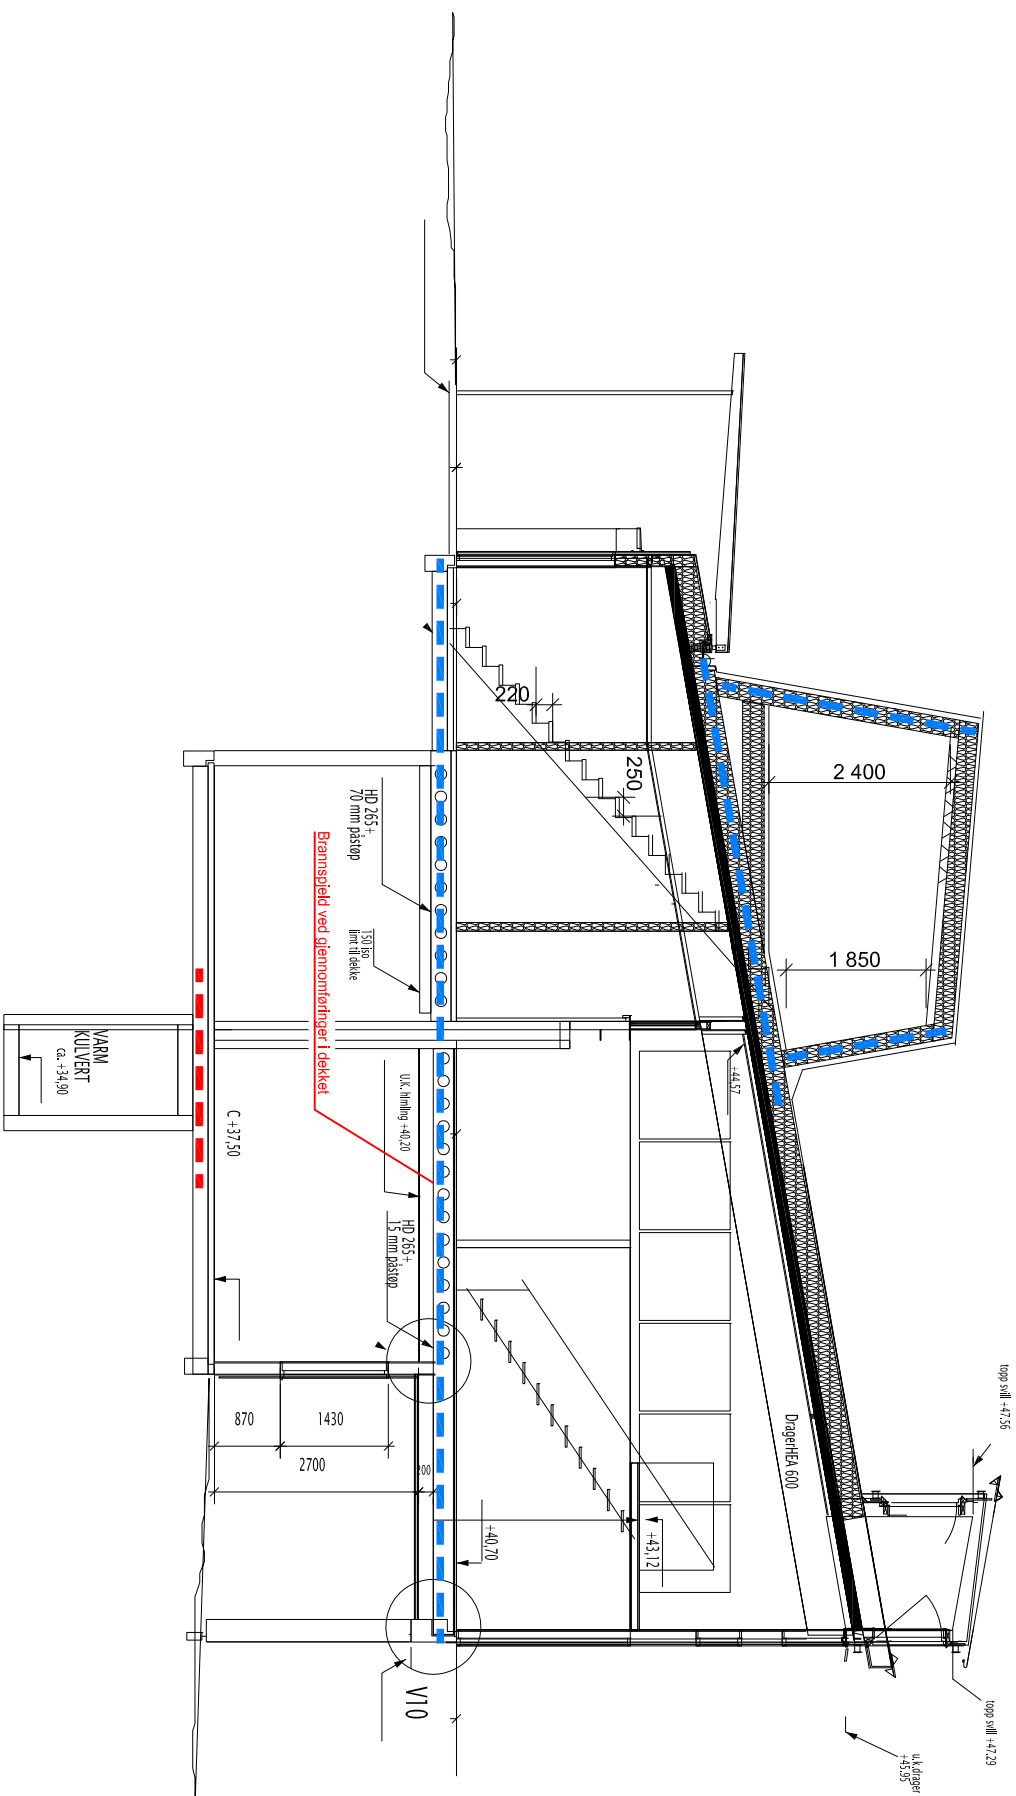 topp svill +47.56
topp svill +47.29
u.k.drager
+45.95
DragerHEA 600
2 400
1 850
250
220
+44.57
+43,12
+40,70
V10
HD 265+
70 mm påstøp
150 iso
limt til dekke
Brannspjeld ved gjennomføringer i dekket
U.K. himling +40,20
HD 265+
15 mm påstøp
200
870
1430
2700
C +37,50
VARM
KULVERT
ca. +34,90